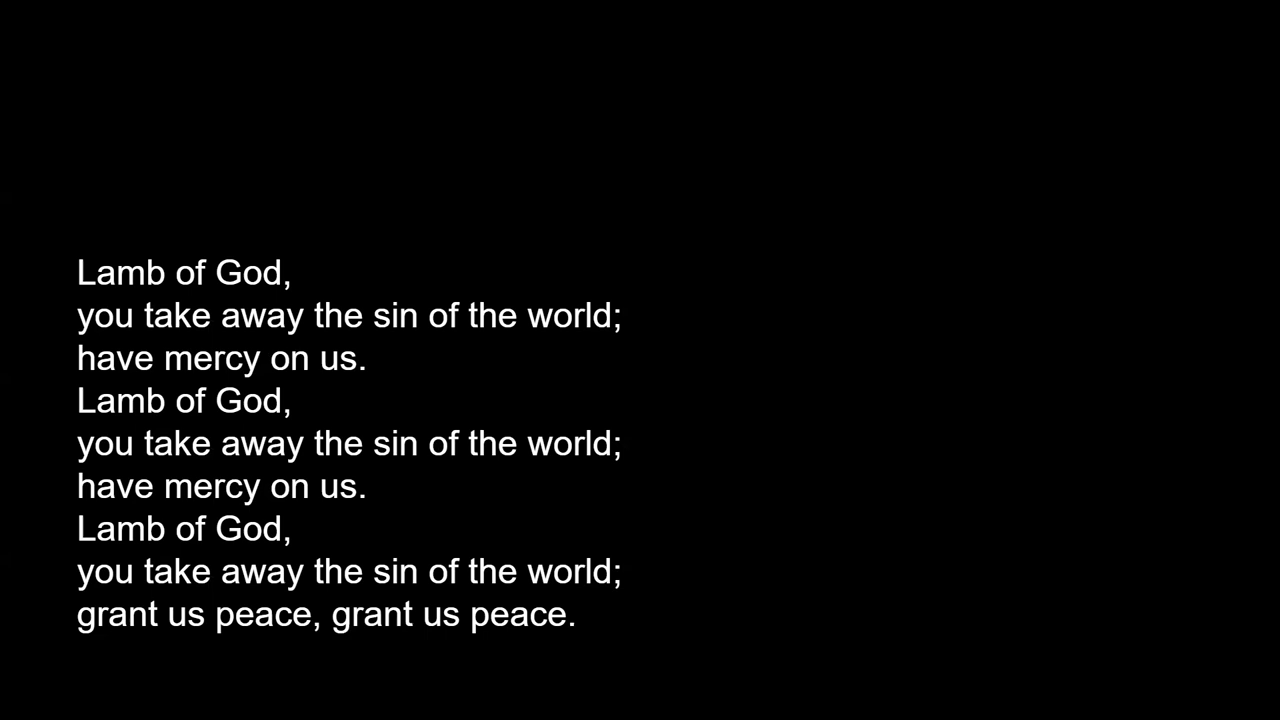 Lamb of God,
you take away the sin of the world;
have mercy on us.
Lamb of God,
you take away the sin of the world;
have mercy on us.
Lamb of God,
you take away the sin of the world;
grant us peace, grant us peace.